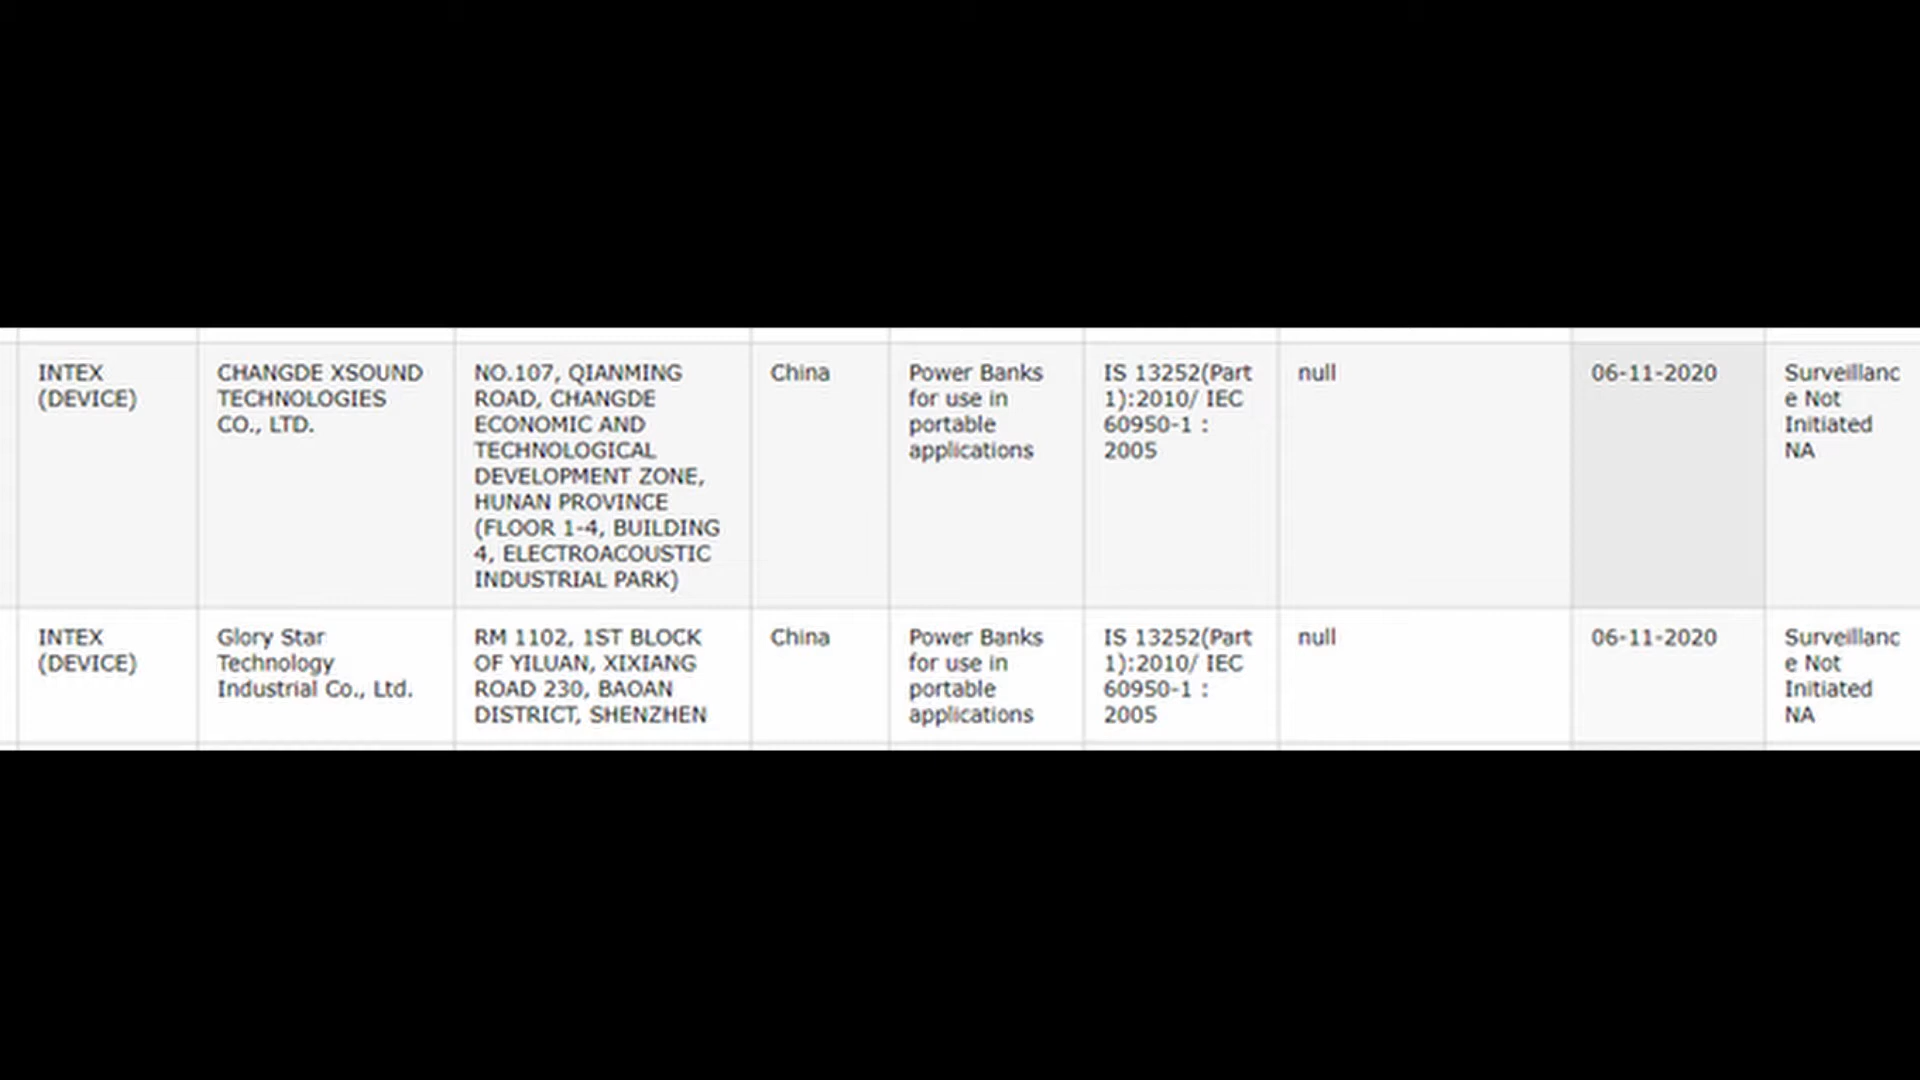 INTEX
(DEVICE)
CHANGDE XSOUND
TECHNOLOGIES
CO., LTD.
NO.107, QIANMING
ROAD, CHANGDE
ECONOMIC AND
TECHNOLOGICAL
DEVELOPMENT ZONE,
HUNAN PROVINCE
(FLOOR 1-4, BUILDING
4, ELECTROACOUSTIC
INDUSTRIAL PARK)
China
Power Banks
for use in
portable
applications
IS 13252(Part
1):2010/ IEC
60950-1 :
2005
null
06-11-2020
Surveillanc
e Not
Initiated
NA
INTEX
(DEVICE)
Glory Star
Technology
Industrial Co., Ltd.
RM 1102, 1ST BLOCK
OF YILUAN, XIXIANG
ROAD 230, BAOAN
DISTRICT, SHENZHEN
China
Power Banks
for use in
portable
applications
IS 13252(Part
1):2010/ IEC
60950-1 :
2005
null
06-11-2020
Surveillanc
e Not
Initiated
NA